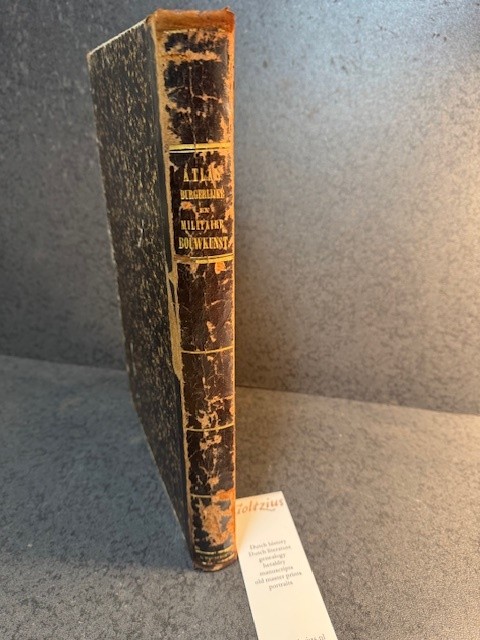 ATLAS
BURGERLIJKE
EN
MILITAIRE
BOUWKUNST
Goltzius
Dutch history
Dutch literature
genealogy
heraldry
manuscripts
old master prints
portraits